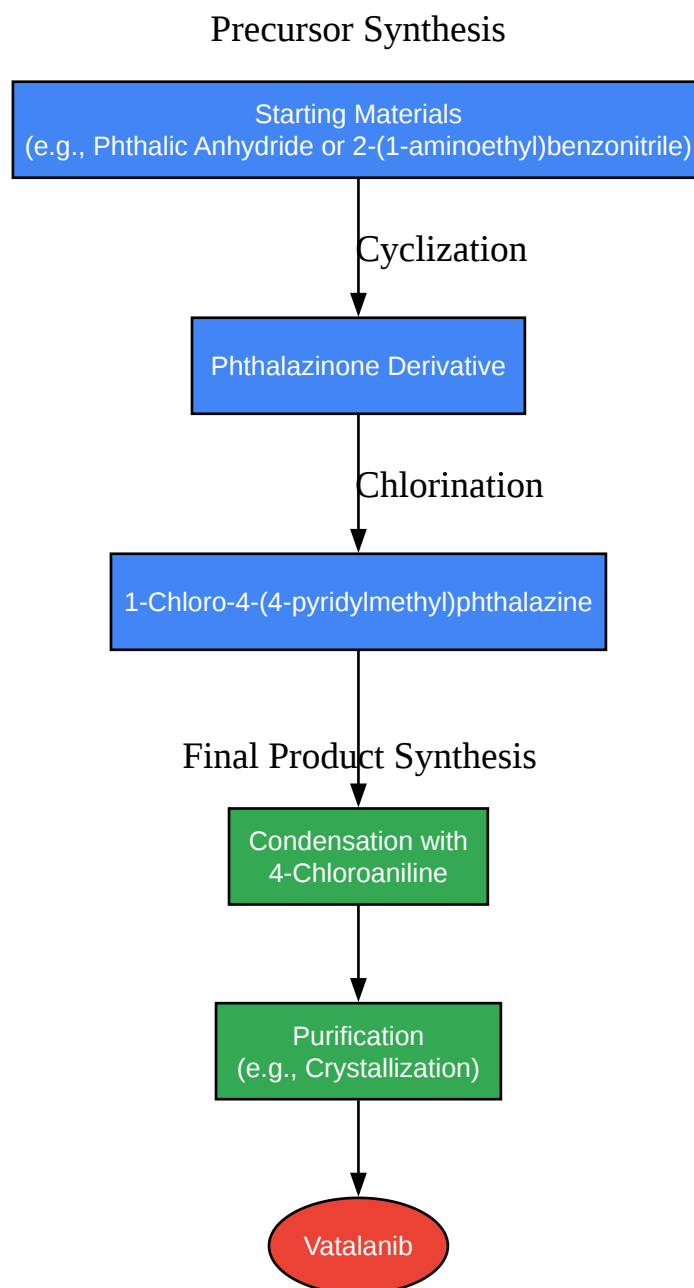 Precursor Synthesis
Starting Materials
(e.g., Phthalic Anhydride or 2-(1-aminoethyl)benzonitrile)
Cyclization
Phthalazinone Derivative
Chlorination
1-Chloro-4-(4-pyridylmethyl)phthalazine
Final Product Synthesis
Condensation with
4-Chloroaniline
Purification
(e.g., Crystallization)
Vatalanib